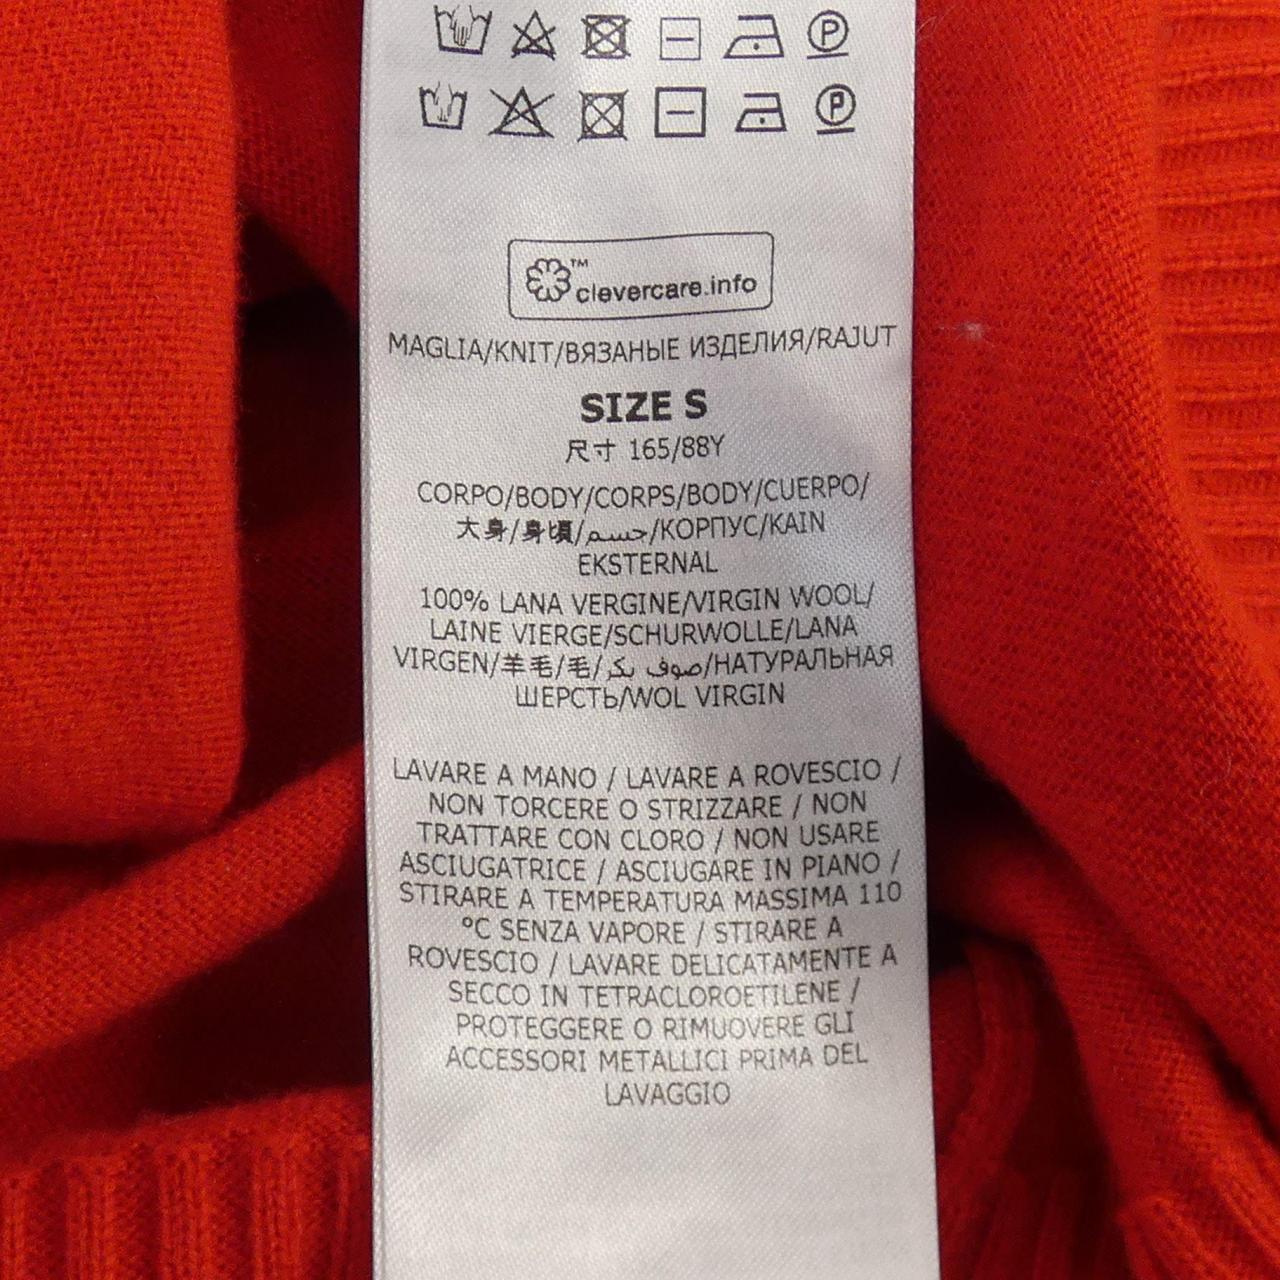 ™
clevercare.info
MAGLIA/KNIT/ВЯЗАНЫЕ ИЗДЕЛИЯ/RAJUT
SIZE S
尺寸 165/88Y
CORPO/BODY/CORPS/BODY/CUERPO/
大身/身頃/جسم/КОРПУС/KAIN
EKSTERNAL
100% LANA VERGINE/VIRGIN WOOL/
LAINE VIERGE/SCHURWOLLE/LANA
VIRGEN/羊毛/毛/صوف بكر/НАТУРАЛЬНАЯ
ШЕРСТЬ/WOL VIRGIN
LAVARE A MANO / LAVARE A ROVESCIO /
NON TORCERE O STRIZZARE / NON
TRATTARE CON CLORO / NON USARE
ASCIUGATRICE / ASCIUGARE IN PIANO /
STIRARE A TEMPERATURA MASSIMA 110
°C SENZA VAPORE / STIRARE A
ROVESCIO / LAVARE DELICATAMENTE A
SECCO IN TETRACLOROETILENE /
PROTEGGERE O RIMUOVERE GLI
ACCESSORI METALLICI PRIMA DEL
LAVAGGIO